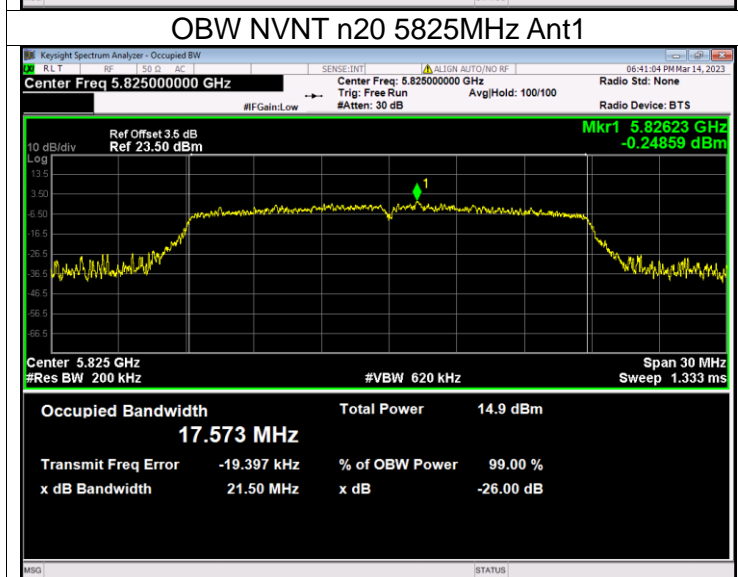 MSG
OBW NVNT n20 5825MHz Ant1
Keysight Spectrum Analyzer - Occupied BW
RLT RF 50 Ω AC SENSE:INT ALIGN AUTO/NO RF 06:41:04 PM Mar 14, 2023
Center Freq 5.825000000 GHz Center Freq: 5.825000000 GHz Radio Std: None
Trig: Free Run Avg|Hold: 100/100
#IFGain:Low #Atten: 30 dB Radio Device: BTS
Mkr1 5.82623 GHz
-0.24859 dBm
Ref Offset 3.5 dB
10 dB/div Ref 23.50 dBm
Log
13.5
1
3.50
-6.50
-16.5
-26.5
-36.5
-46.5
-56.5
-66.5
Center 5.825 GHz Span 30 MHz
#Res BW 200 kHz #VBW 620 kHz Sweep 1.333 ms
Occupied Bandwidth Total Power 14.9 dBm
17.573 MHz
Transmit Freq Error -19.397 kHz % of OBW Power 99.00 %
x dB Bandwidth 21.50 MHz x dB -26.00 dB
MSG STATUS